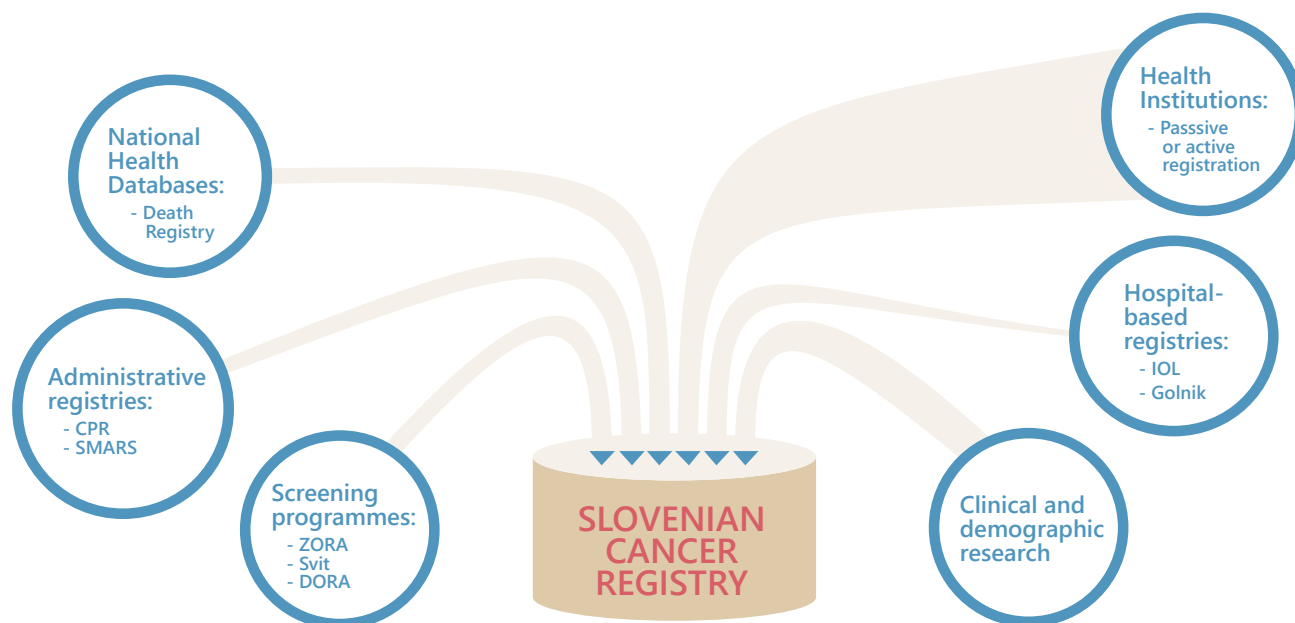 National
Health
Databases:
- Death
Registry
Administrative
registries:
- CPR
- SMARS
Screening
programmes:
- ZORA
- Svit
- DORA
SLOVENIAN
CANCER
REGISTRY
Health
Institutions:
- Passsive
or active
registration
Hospital-
based
registries:
- IOL
- Golnik
Clinical and
demographic
research